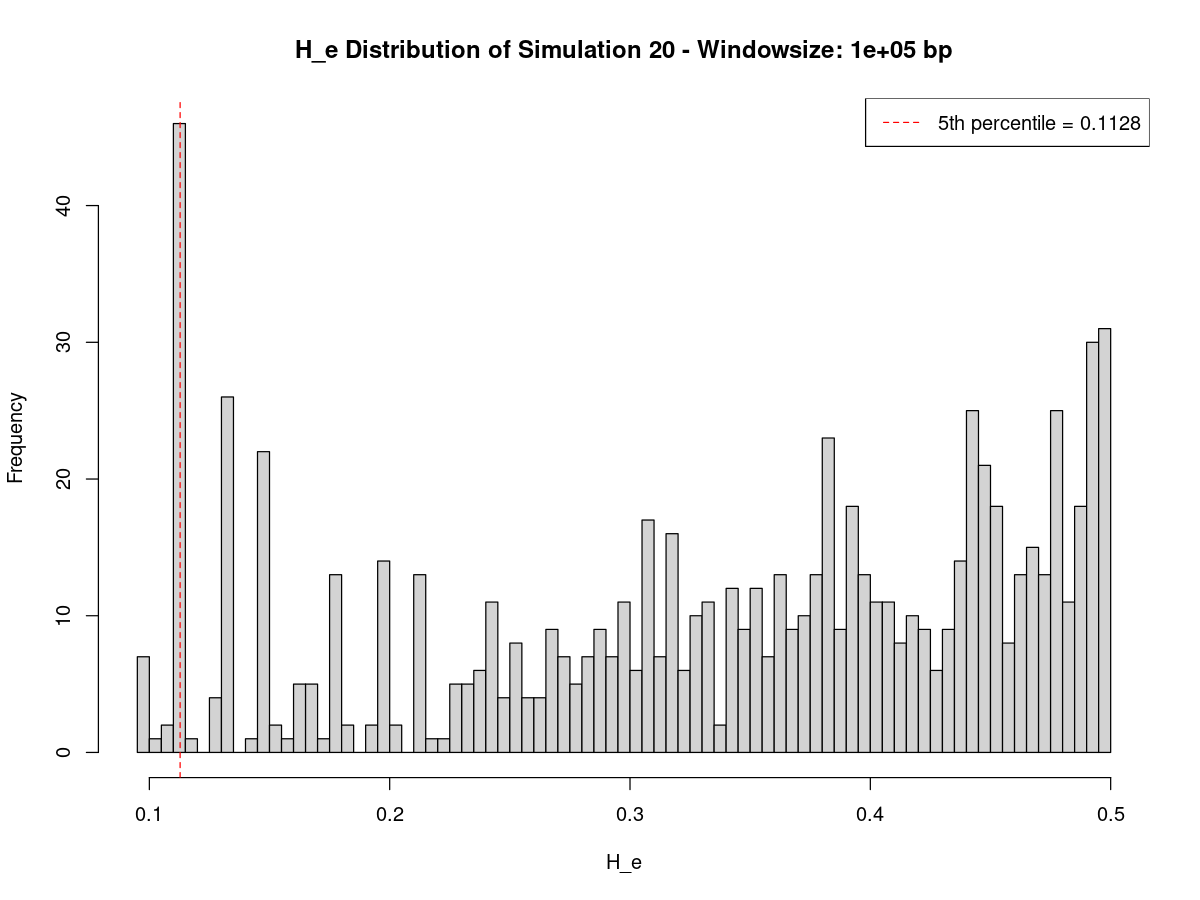 H_e Distribution of Simulation 20 - Windowsize: 1e+05 bp
5th percentile = 0.1128
Frequency
40
30
20
10
0
0.1 0.2 0.3 0.4 0.5
H_e